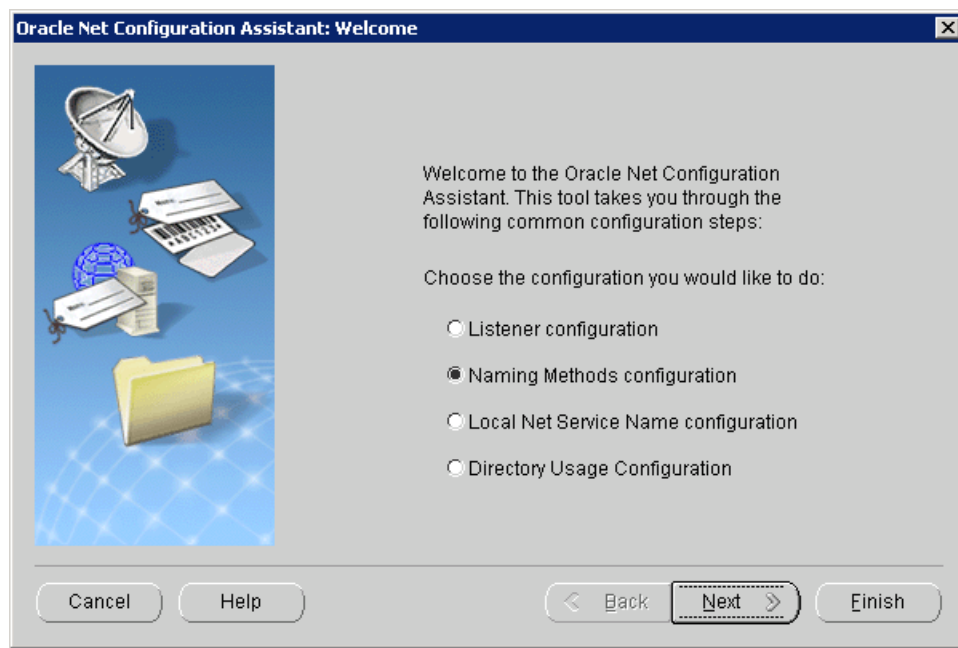 Oracle Net Configuration Assistant: Welcome
Welcome to the Oracle Net Configuration
Assistant. This tool takes you through the
following common configuration steps:
Choose the configuration you would like to do:
Listener configuration
Naming Methods configuration
Local Net Service Name configuration
Directory Usage Configuration
Cancel
Help
Back
Next
Finish